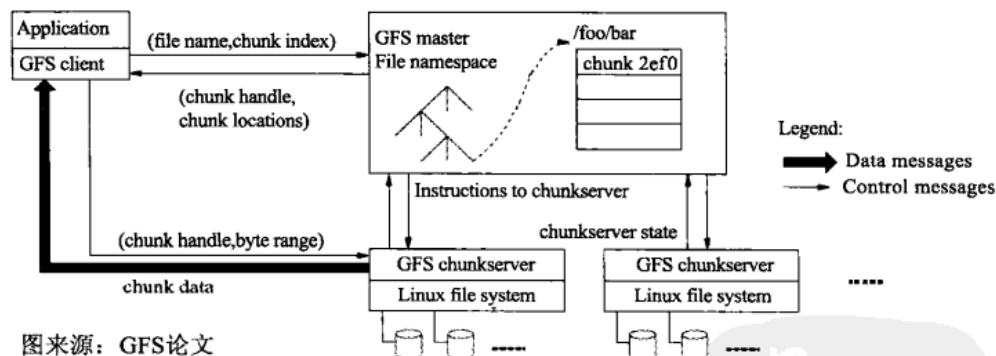 Application
GFS client
(file name,chunk index)
(chunk handle,
chunk locations)
GFS master
File namespace
/foo/bar
chunk 2ef0
Legend:
Data messages
Control messages
Instructions to chunkserver
chunkserver state
(chunk handle,byte range)
chunk data
GFS chunkserver
Linux file system
GFS chunkserver
Linux file system
图来源：GFS论文